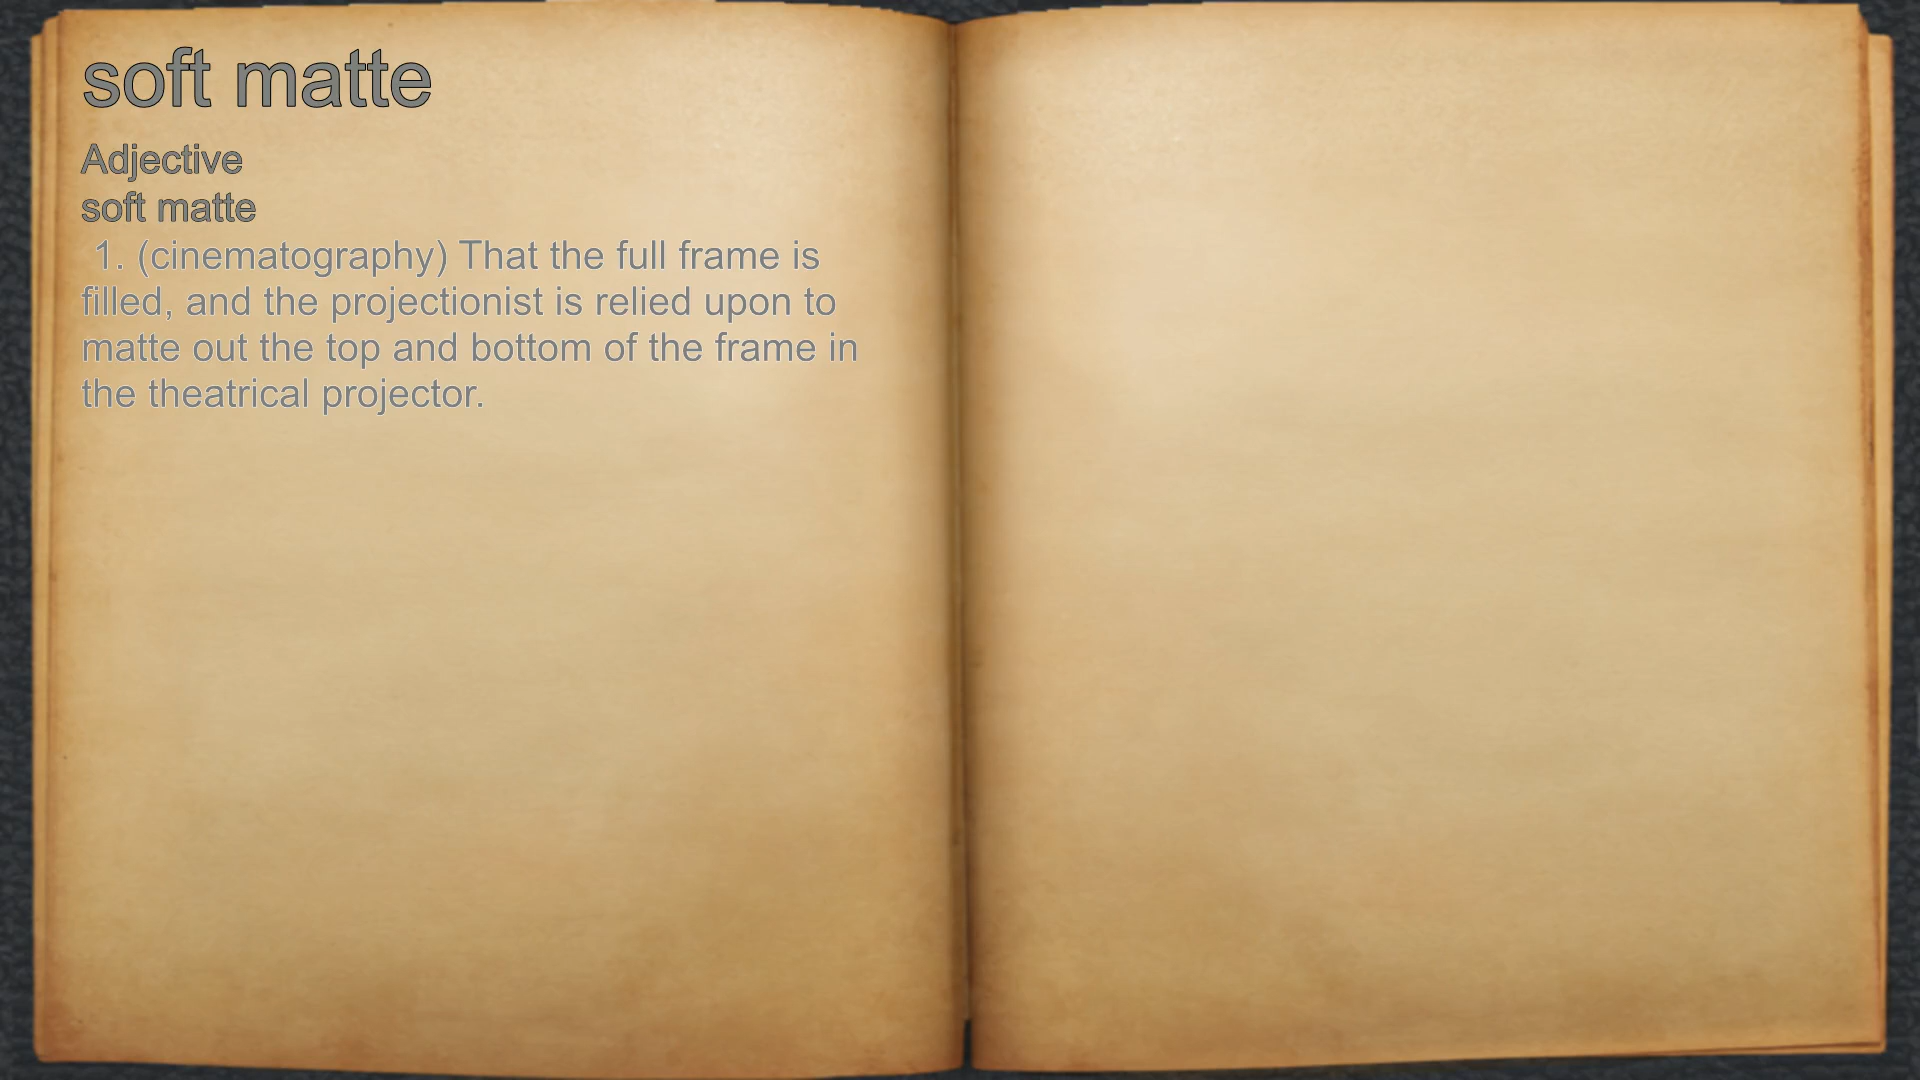 soft matte
Adjective
soft matte
1. (cinematography) That the full frame is
filled, and the projectionist is relied upon to
matte out the top and bottom of the frame in
the theatrical projector.